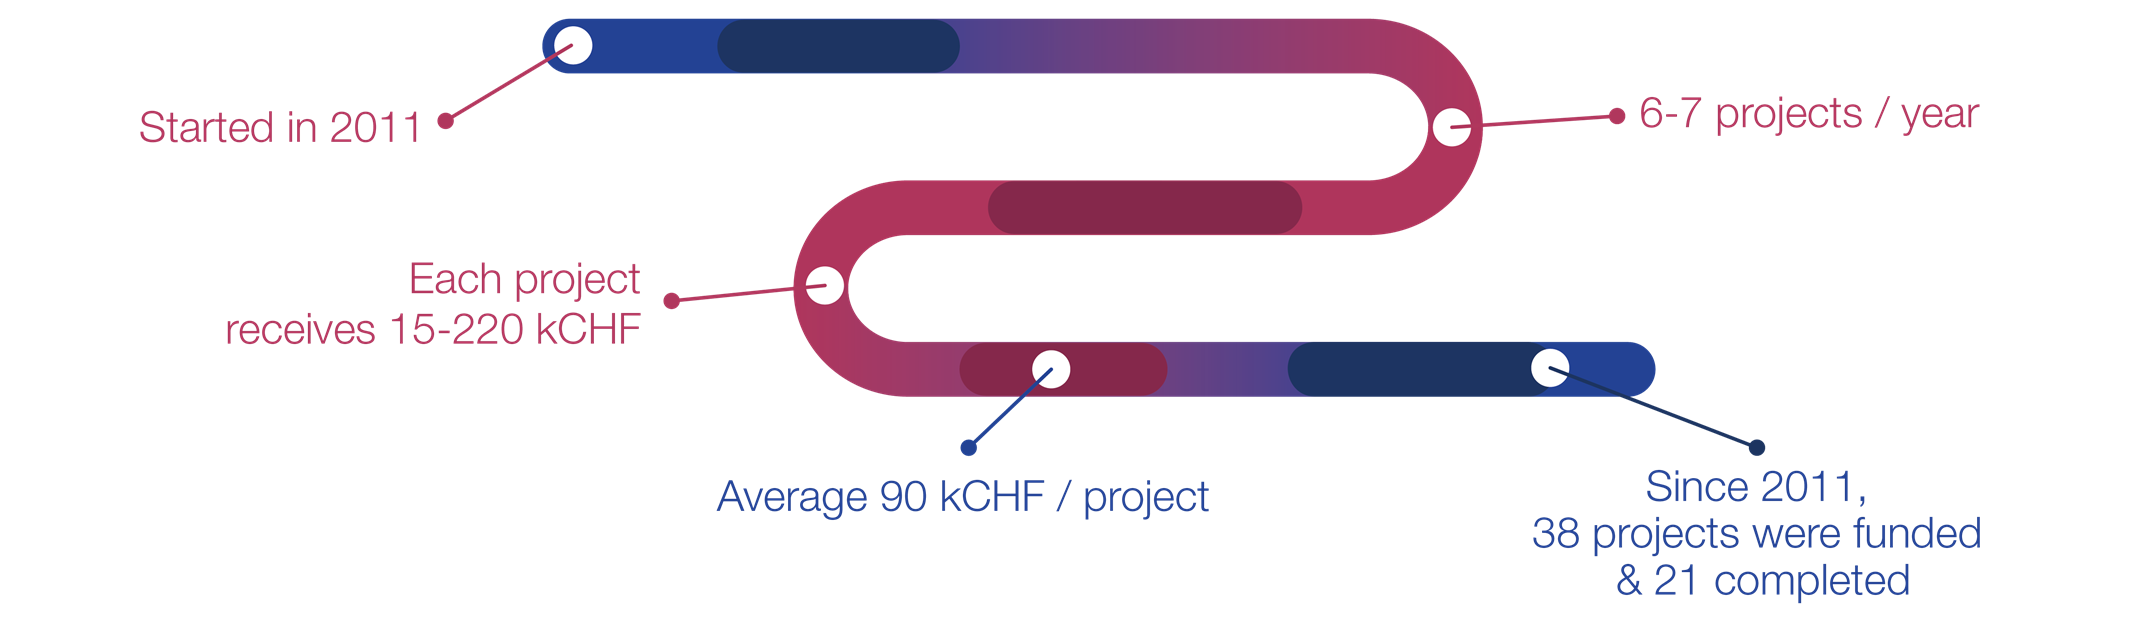 Started in 2011
6-7 projects / year
Each project
receives 15-220 kCHF
Average 90 kCHF / project
Since 2011,
38 projects were funded
& 21 completed